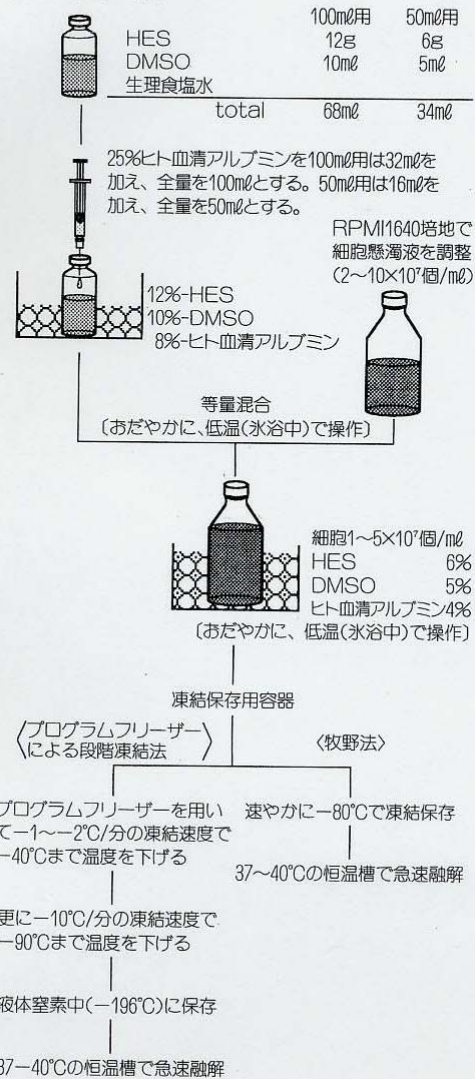 100ml用 50ml用
HES 12g 6g
DMSO 10ml 5ml
生理食塩水
total 68ml 34ml
25%ヒト血清アルブミンを100ml用は32mlを
加え、全量を100mlとする。50ml用は16mlを
加え、全量を50mlとする。
RPMI1640培地で
細胞懸濁液を調整
(2〜10×10⁷個/ml)
12%-HES
10%-DMSO
8%-ヒト血清アルブミン
等量混合
〔おだやかに、低温(氷浴中)で操作〕
細胞1〜5×10⁷個/ml
HES 6%
DMSO 5%
ヒト血清アルブミン4%
〔おだやかに、低温(氷浴中)で操作〕
凍結保存用容器
〈プログラムフリーザー
による段階凍結法〉
〈牧野法〉
プログラムフリーザーを用い
て−1〜−2℃/分の凍結速度で
−40℃まで温度を下げる
更に−10℃/分の凍結速度で
−90℃まで温度を下げる
液体窒素中(−196℃)に保存
37−40℃の恒温槽で急速融解
速やかに−80℃で凍結保存
37〜40℃の恒温槽で急速融解